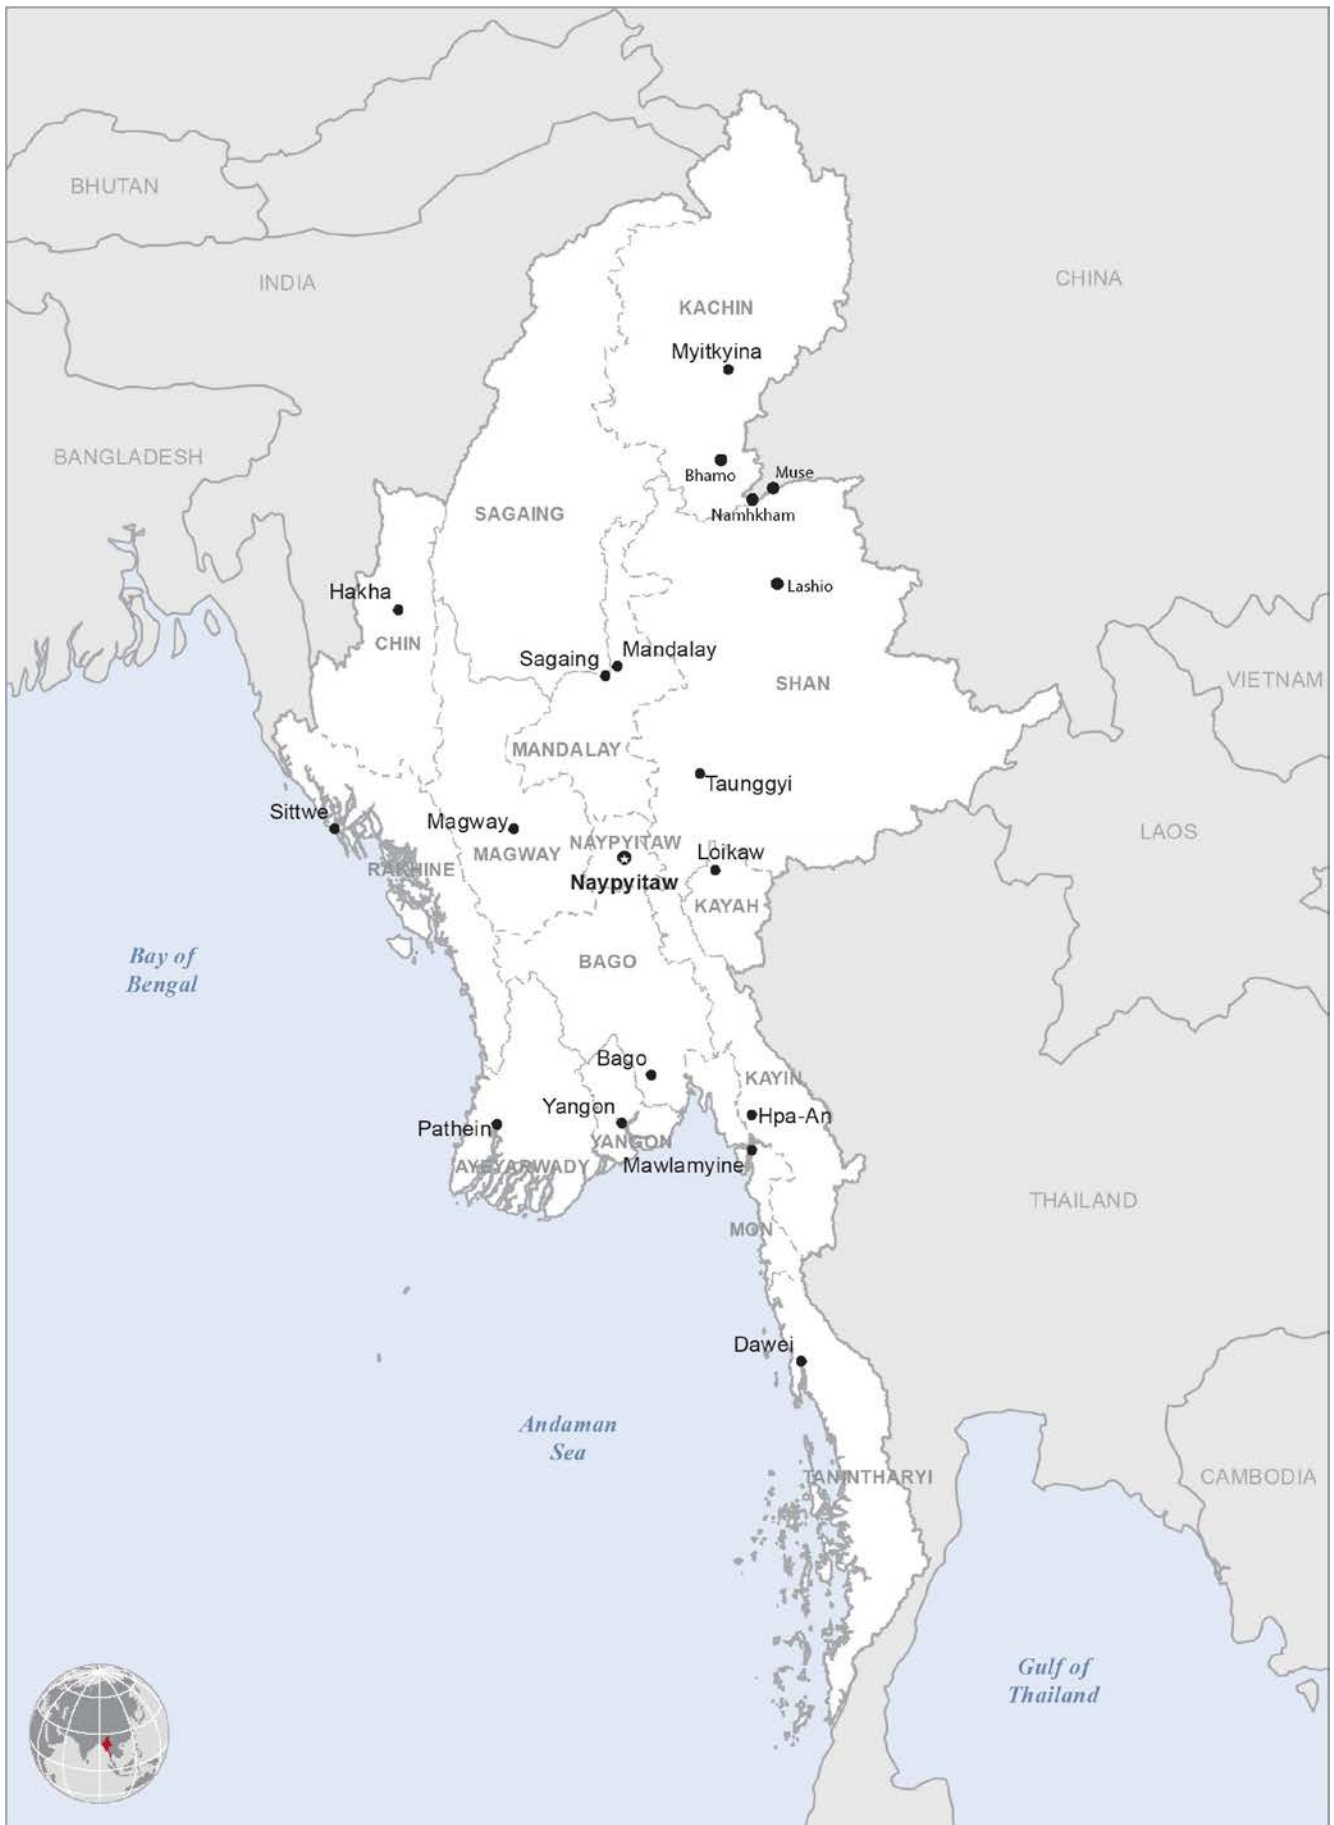 BHUTAN
INDIA
CHINA
KACHIN
Myitkyina
BANGLADESH
Bhamo
Muse
Namhkham
SAGAING
Lashio
Hakha
CHIN
Sagaing
Mandalay
SHAN
VIETNAM
MANDALAY
Taunggyi
Sittwe
Magway
LAOS
NAYPYITAW
MAGWAY
Loikaw
RAKHINE
Naypyitaw
KAYAH
Bay of
Bengal
BAGO
Bago
KAYIN
Yangon
Hpa-An
Pathein
YANGON
AYEYARWADY
Mawlamyine
THAILAND
MON
Dawei
Andaman
Sea
TANINTHARYI
CAMBODIA
Gulf of
Thailand